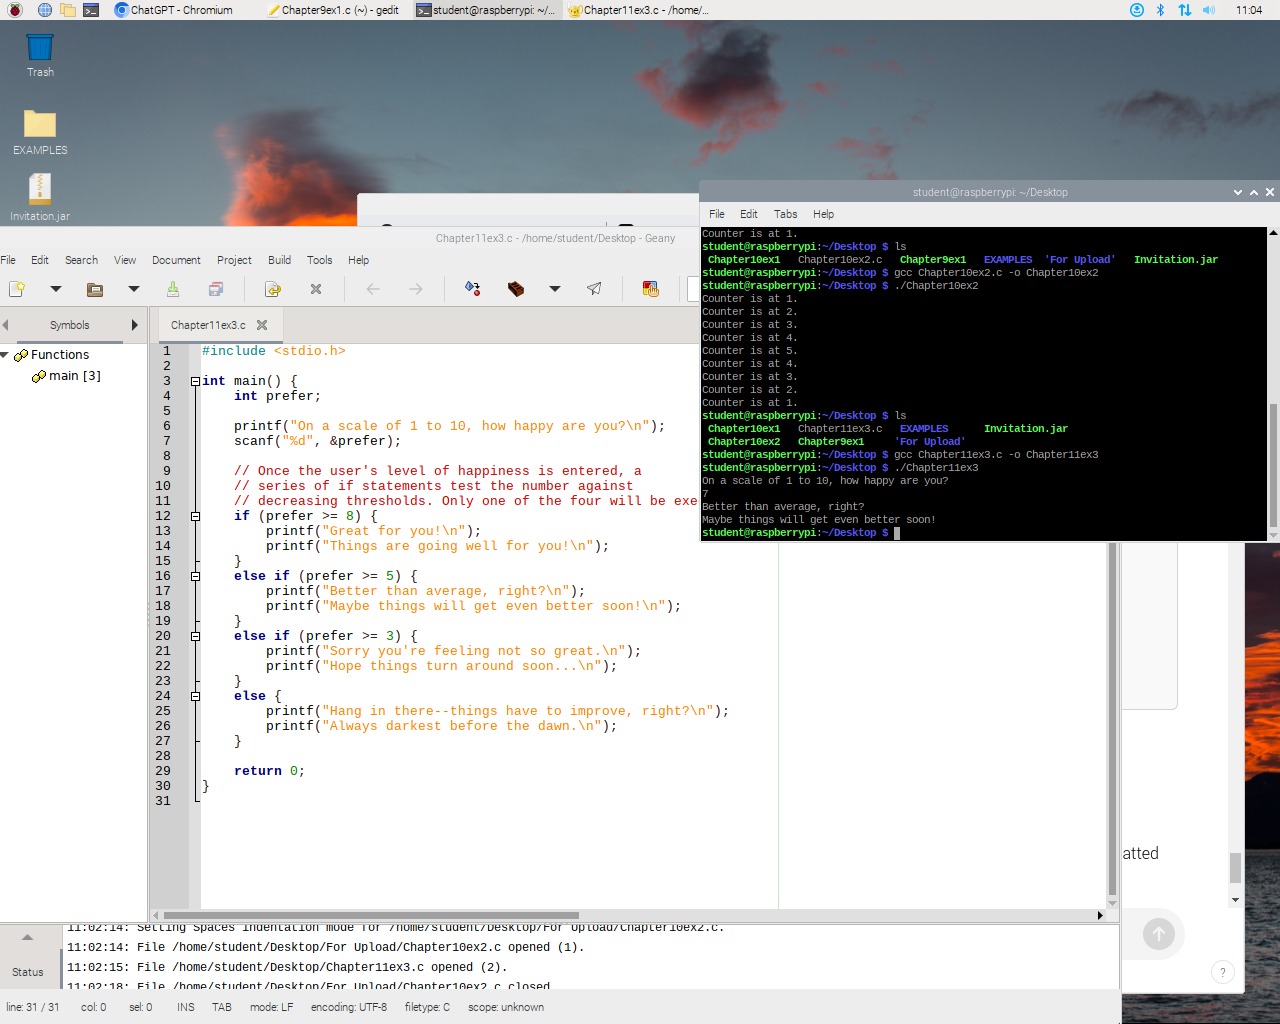 ChatGPT - Chromium
Chapter9ex1.c (~) - gedit
student@raspberrypi: ~/...
Chapter11ex3.c - /home/...
11:04
Trash
EXAMPLES
Invitation.jar
student@raspberrypi: ~/Desktop
File Edit Tabs Help
Counter is at 1.
student@raspberrypi:~/Desktop $ ls
Chapter10ex1 Chapter10ex2.c Chapter9ex1 EXAMPLES 'For Upload' Invitation.jar
student@raspberrypi:~/Desktop $ gcc Chapter10ex2.c -o Chapter10ex2
student@raspberrypi:~/Desktop $ ./Chapter10ex2
Counter is at 1.
Counter is at 2.
Counter is at 3.
Counter is at 4.
Counter is at 5.
Counter is at 4.
Counter is at 3.
Counter is at 2.
Counter is at 1.
student@raspberrypi:~/Desktop $ ls
Chapter10ex1 Chapter11ex3.c EXAMPLES Invitation.jar
Chapter10ex2 Chapter9ex1 'For Upload'
student@raspberrypi:~/Desktop $ gcc Chapter11ex3.c -o Chapter11ex3
student@raspberrypi:~/Desktop $ ./Chapter11ex3
On a scale of 1 to 10, how happy are you?
7
Better than average, right?
Maybe things will get even better soon!
student@raspberrypi:~/Desktop $
Chapter11ex3.c - /home/student/Desktop - Geany
File Edit Search View Document Project Build Tools Help
Symbols
Functions
main [3]
Chapter11ex3.c
1 #include <stdio.h>
2
3 int main() {
4 int prefer;
5
6 printf("On a scale of 1 to 10, how happy are you?\n");
7 scanf("%d", &prefer);
8
9 // Once the user's level of happiness is entered, a
10 // series of if statements test the number against
11 // decreasing thresholds. Only one of the four will be exe
12 if (prefer >= 8) {
13 printf("Great for you!\n");
14 printf("Things are going well for you!\n");
15 }
16 else if (prefer >= 5) {
17 printf("Better than average, right?\n");
18 printf("Maybe things will get even better soon!\n");
19 }
20 else if (prefer >= 3) {
21 printf("Sorry you're feeling not so great.\n");
22 printf("Hope things turn around soon...\n");
23 }
24 else {
25 printf("Hang in there--things have to improve, right?\n");
26 printf("Always darkest before the dawn.\n");
27 }
28
29 return 0;
30 }
31
atted
?
Status
11:02:14: Setting Spaces indentation mode for /home/student/Desktop/For Upload/Chapter10ex2.c.
11:02:14: File /home/student/Desktop/For Upload/Chapter10ex2.c opened (1).
11:02:15: File /home/student/Desktop/Chapter11ex3.c opened (2).
11:02:18: File /home/student/Desktop/For Upload/Chapter10ex2.c closed
line: 31 / 31 col: 0 sel: 0 INS TAB mode: LF encoding: UTF-8 filetype: C scope: unknown